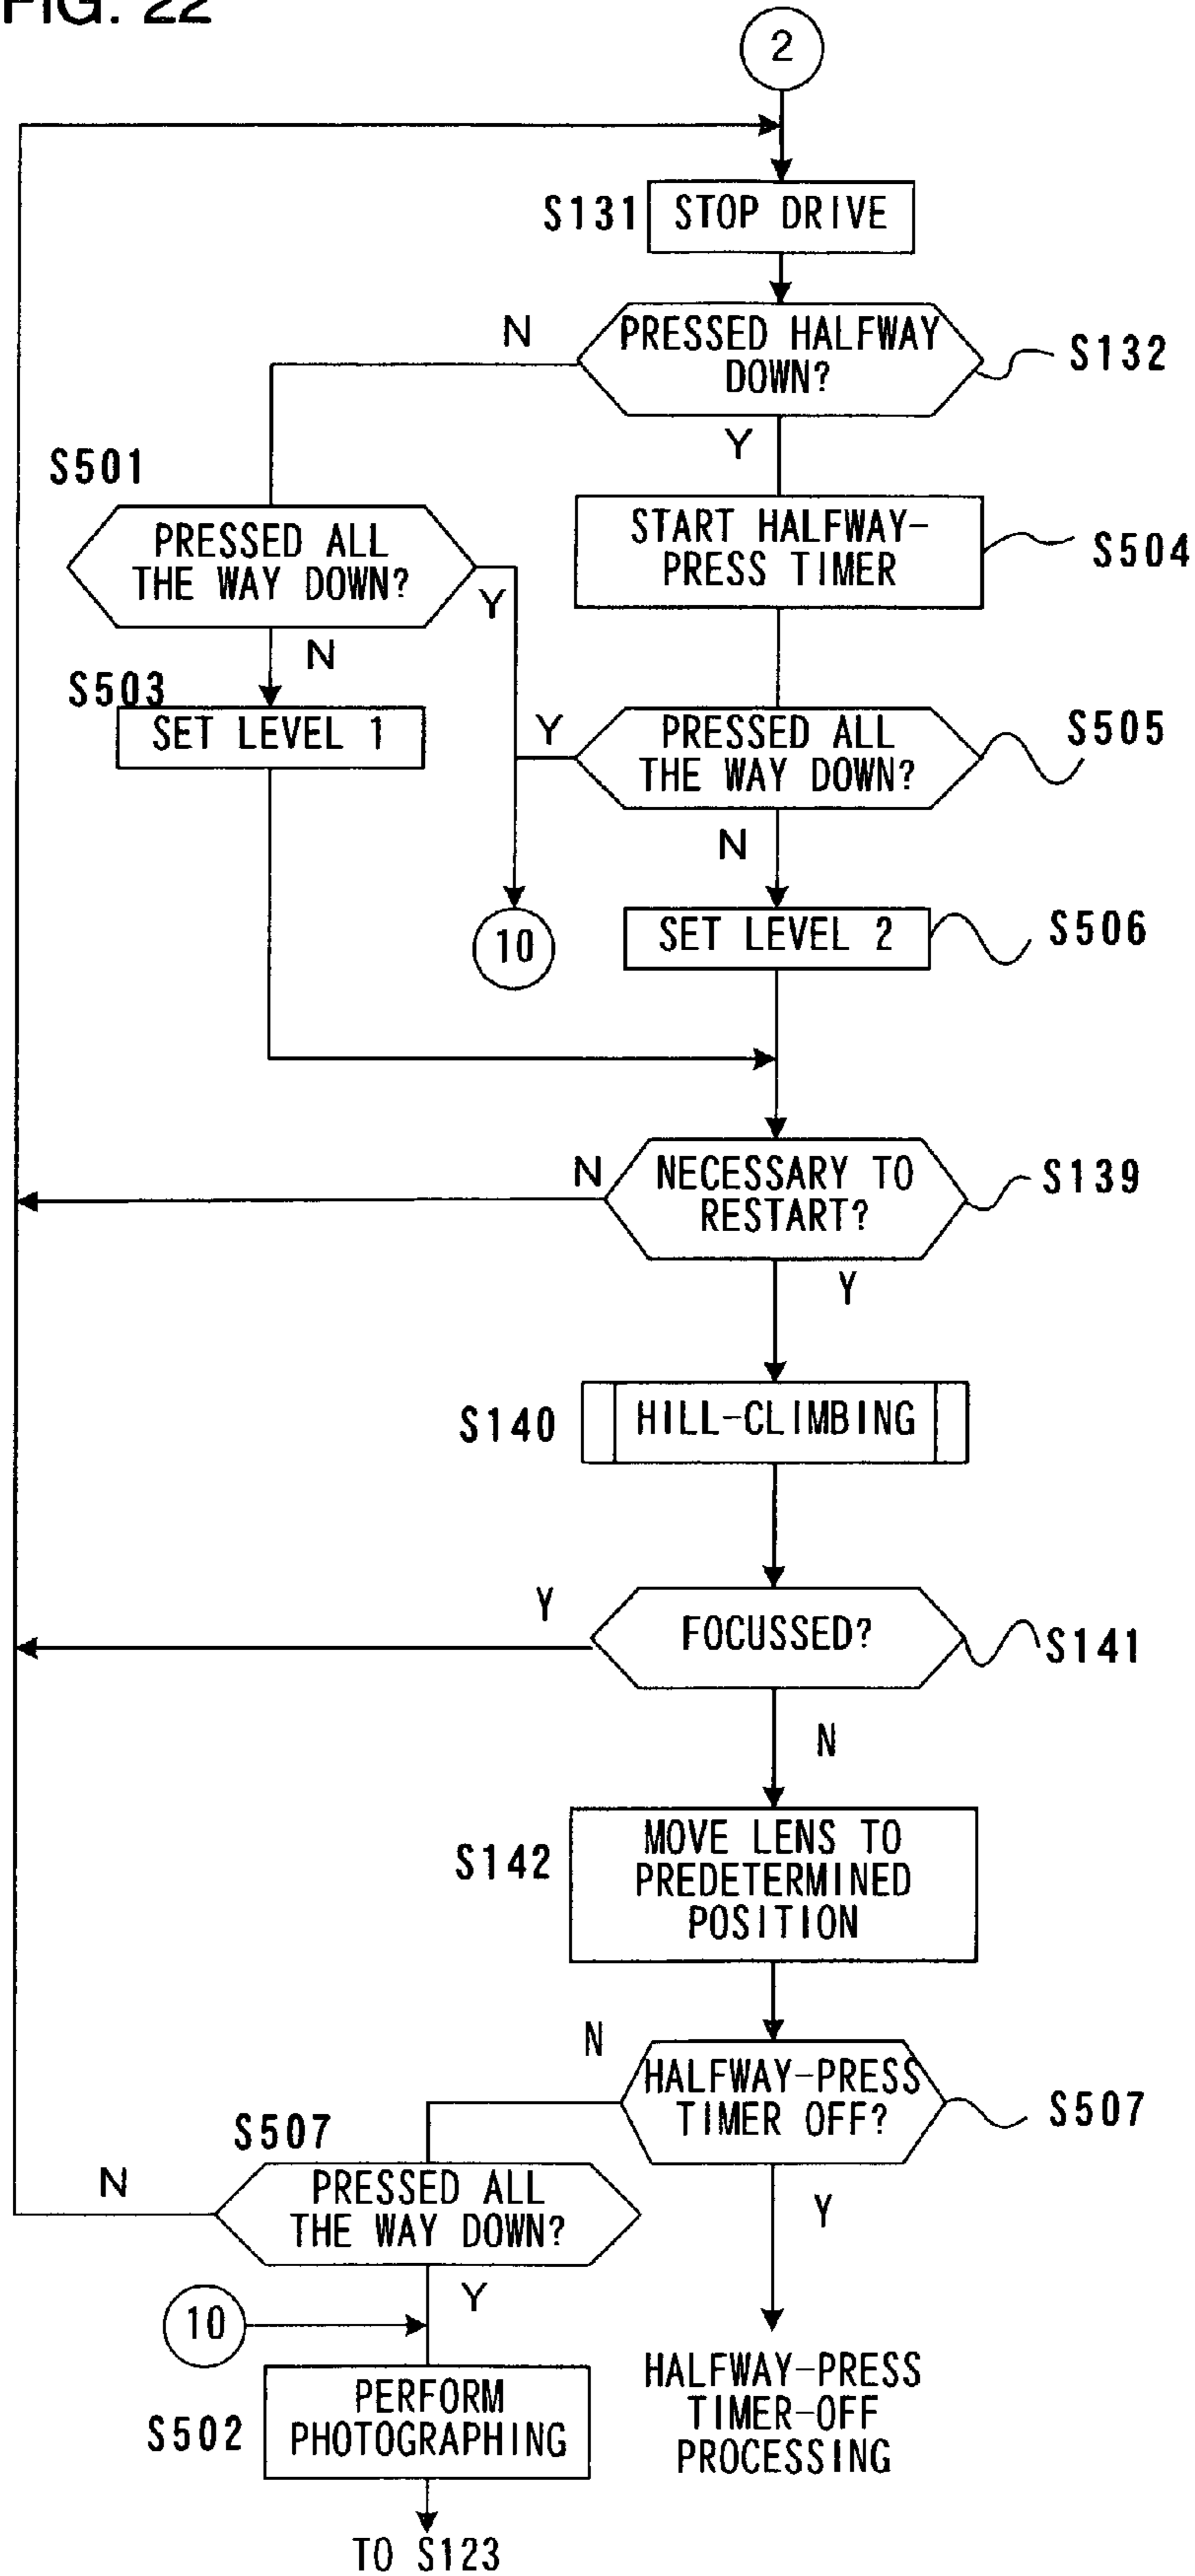 FIG. 22
2
S131
STOP DRIVE
N
PRESSED HALFWAY
DOWN?
S132
Y
S501
PRESSED ALL
THE WAY DOWN?
Y
START HALFWAY-
PRESS TIMER
S504
N
S503
SET LEVEL 1
Y
PRESSED ALL
THE WAY DOWN?
S505
N
10
SET LEVEL 2
S506
N
NECESSARY TO
RESTART?
S139
Y
S140
HILL-CLIMBING
Y
FOCUSSED?
S141
N
S142
MOVE LENS TO
PREDETERMINED
POSITION
N
HALFWAY-PRESS
TIMER OFF?
S507
S507
N
PRESSED ALL
THE WAY DOWN?
Y
Y
10
S502
PERFORM
PHOTOGRAPHING
HALFWAY-PRESS
TIMER-OFF
PROCESSING
TO S123